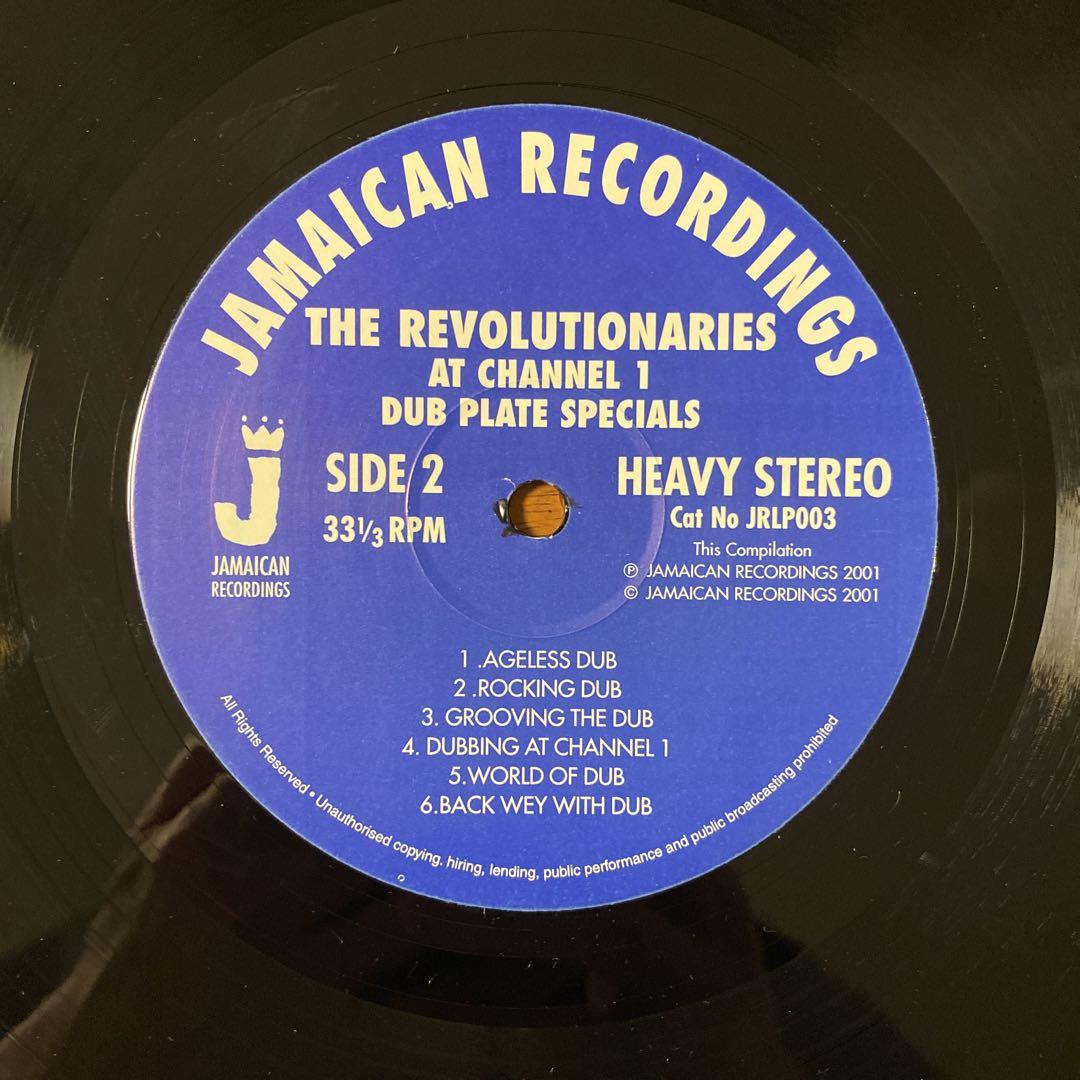 JAMAICAN RECORDINGS
THE REVOLUTIONARIES
AT CHANNEL 1
DUB PLATE SPECIALS
J
JAMAICAN
RECORDINGS
SIDE 2
33 1/3 RPM
HEAVY STEREO
Cat No JRLP003
This Compilation
℗ JAMAICAN RECORDINGS 2001
© JAMAICAN RECORDINGS 2001
1 .AGELESS DUB
2 .ROCKING DUB
3. GROOVING THE DUB
4. DUBBING AT CHANNEL 1
5.WORLD OF DUB
6.BACK WEY WITH DUB
All Rights Reserved • Unauthorised copying. hiring, lending, public performance and public broadcasting prohibited